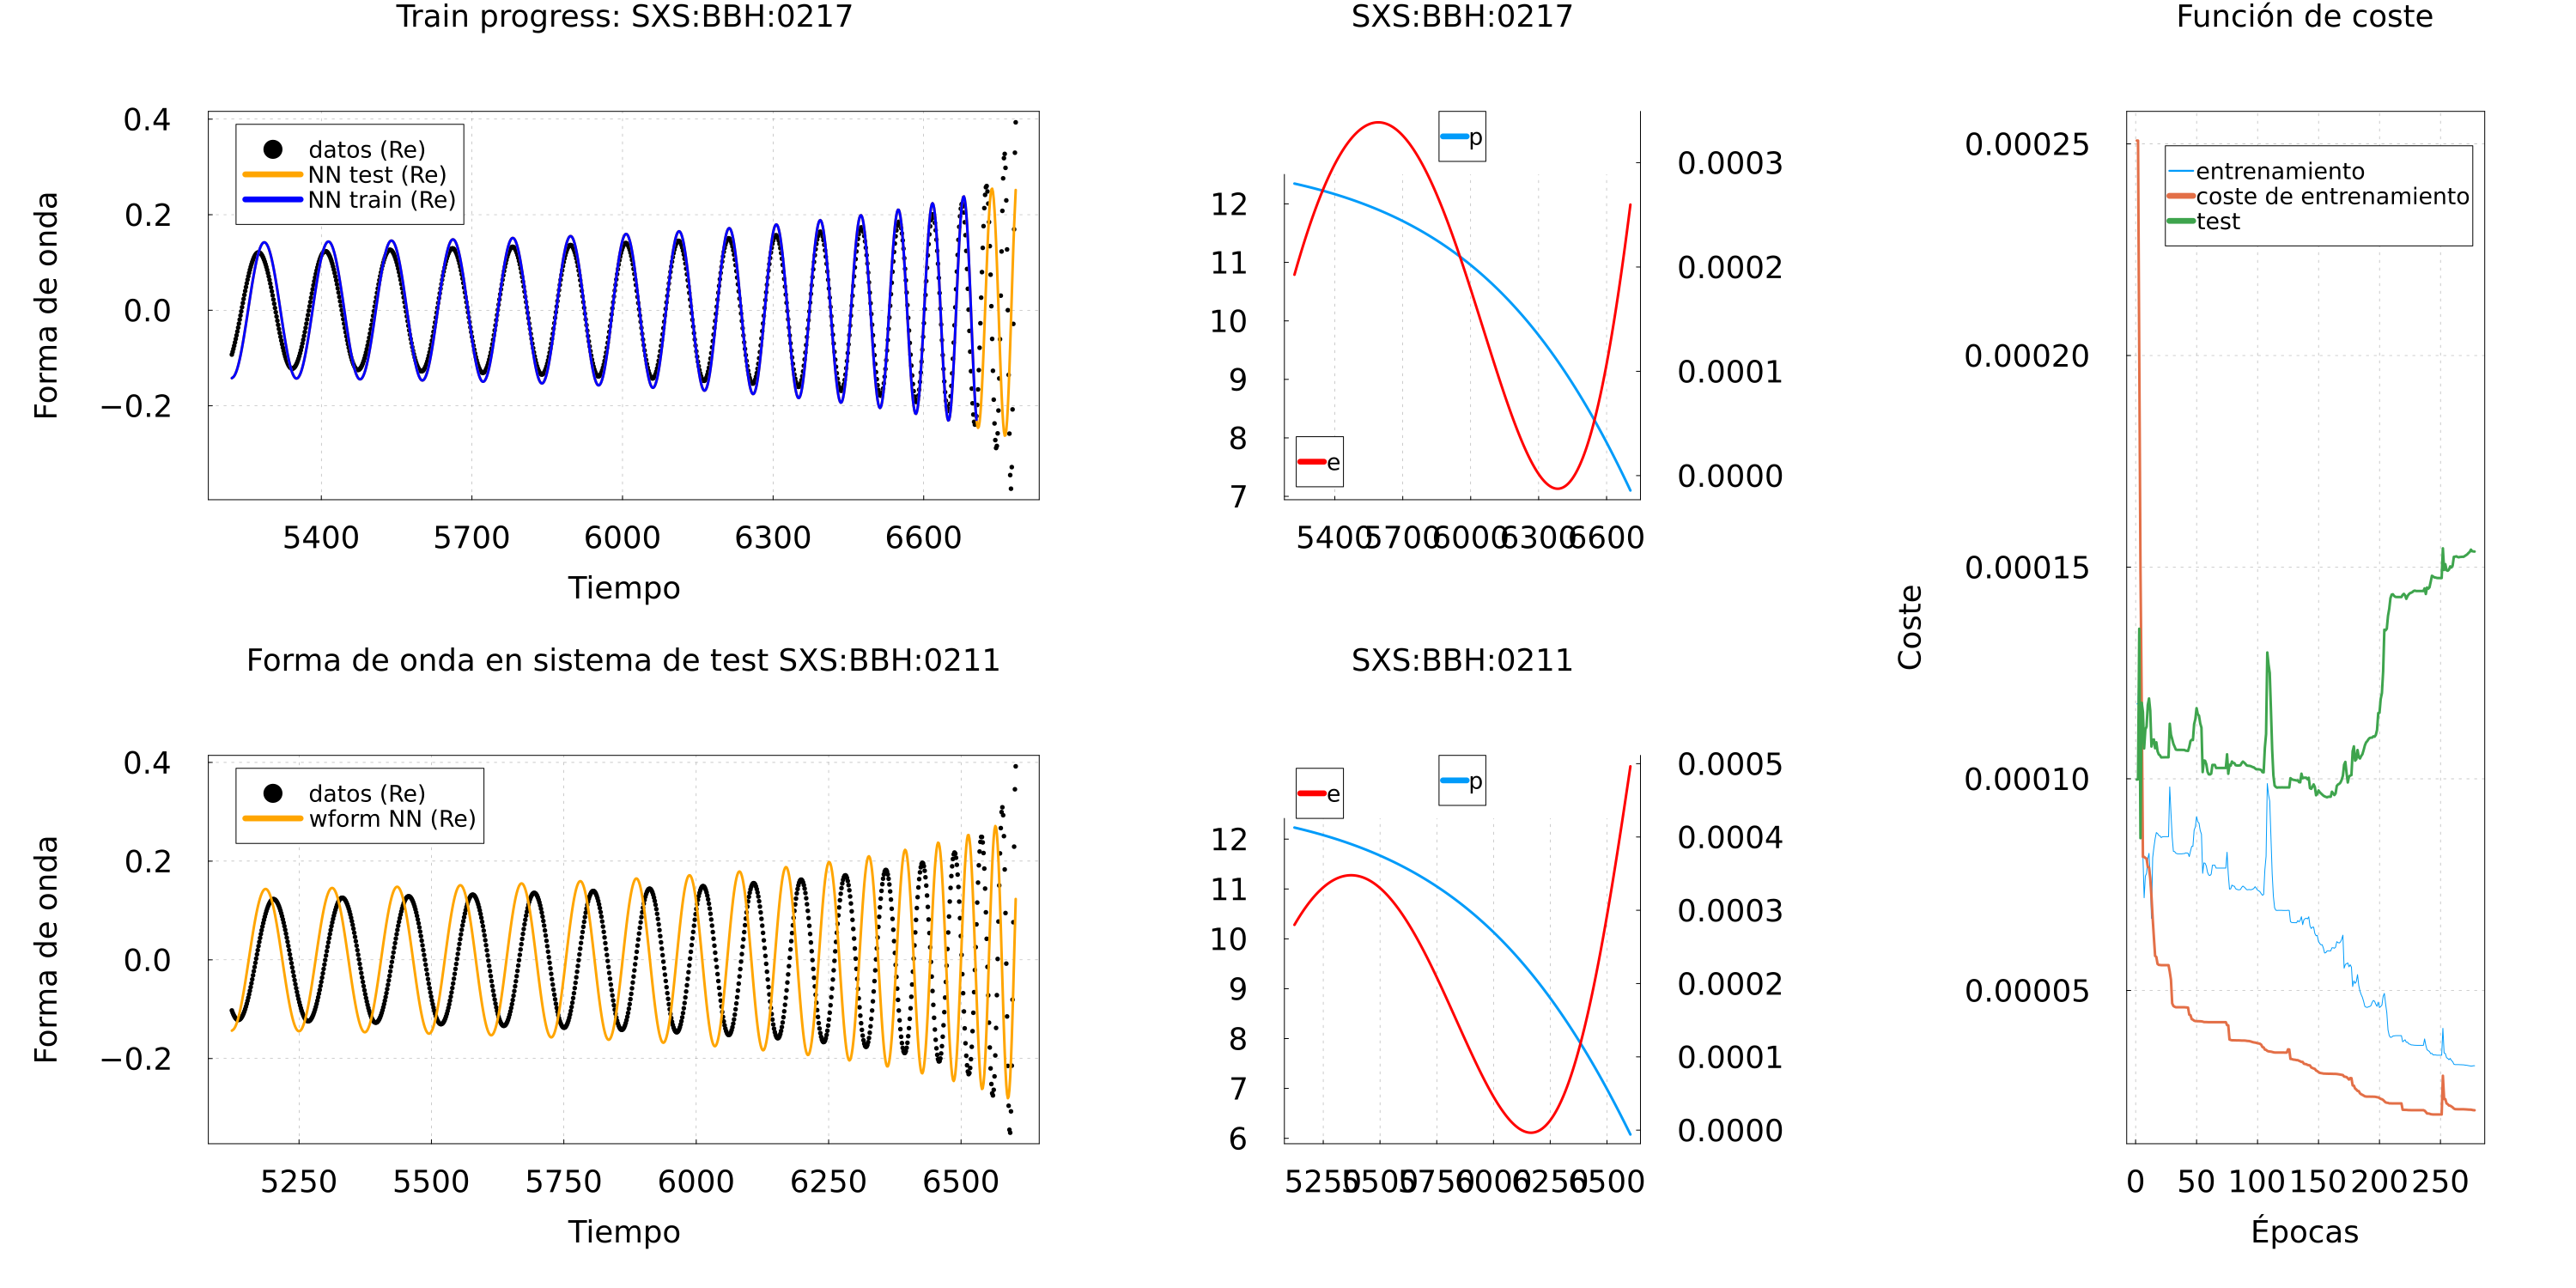 Train progress: SXS:BBH:0217
SXS:BBH:0217
Función de coste
0.4
0.2
0.0
−0.2
Forma de onda
datos (Re)
NN test (Re)
NN train (Re)
5400 5700 6000 6300 6600
Tiempo
12
11
10
9
8
7
p
e
0.0003
0.0002
0.0001
0.0000
5400 5700 6000 6300 6600
Forma de onda en sistema de test SXS:BBH:0211
SXS:BBH:0211
0.4
0.2
0.0
−0.2
Forma de onda
datos (Re)
wform NN (Re)
5250 5500 5750 6000 6250 6500
Tiempo
e
p
12
11
10
9
8
7
6
0.0005
0.0004
0.0003
0.0002
0.0001
0.0000
5250 5500 5750 6000 6250 6500
Coste
0.00025
0.00020
0.00015
0.00010
0.00005
entrenamiento
coste de entrenamiento
test
0 50 100 150 200 250
Épocas